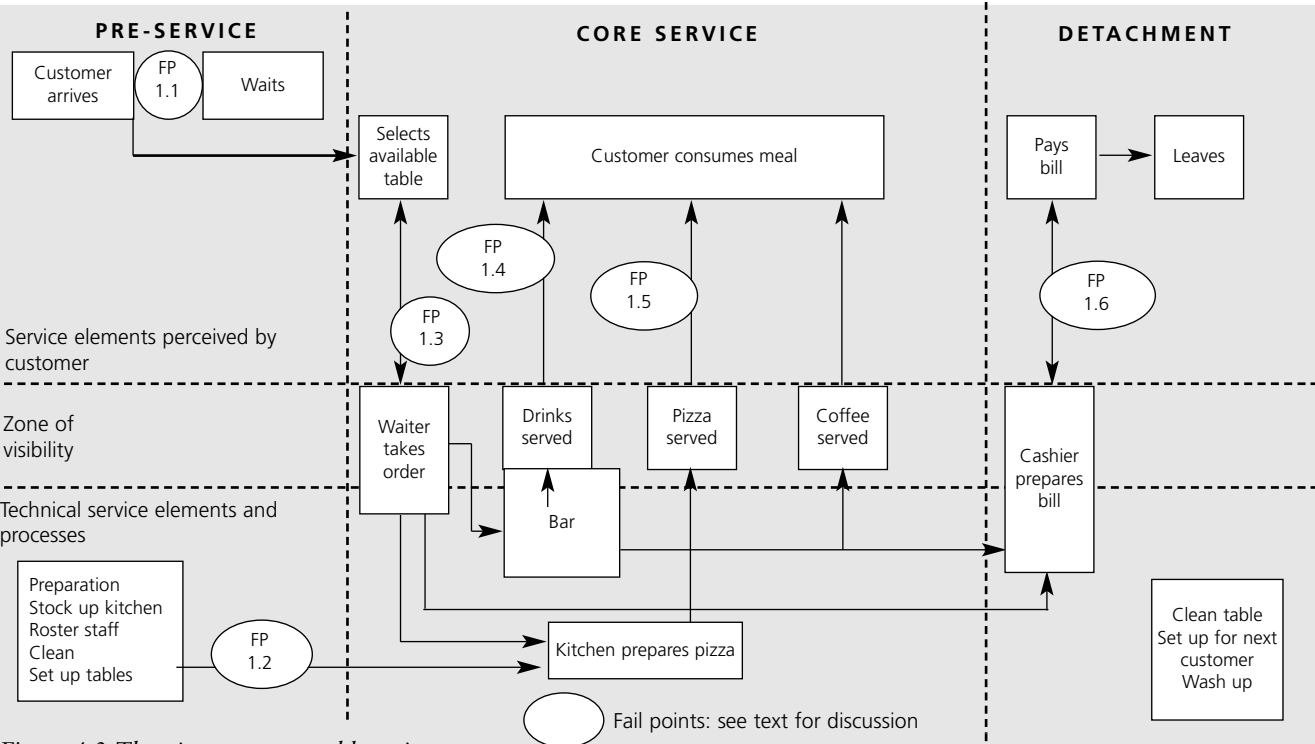 PRE-SERVICE
CORE SERVICE
DETACHMENT
Customer
arrives
FP
1.1
Waits
Selects
available
table
Customer consumes meal
Pays
bill
Leaves
FP
1.3
FP
1.4
FP
1.5
FP
1.6
Service elements perceived by
customer
Zone of
visibility
Waiter
takes
order
Drinks
served
Pizza
served
Coffee
served
Cashier
prepares
bill
Technical service elements and
processes
Bar
Preparation
Stock up kitchen
Roster staff
Clean
Set up tables
FP
1.2
Kitchen prepares pizza
Clean table
Set up for next
customer
Wash up
Fail points: see text for discussion